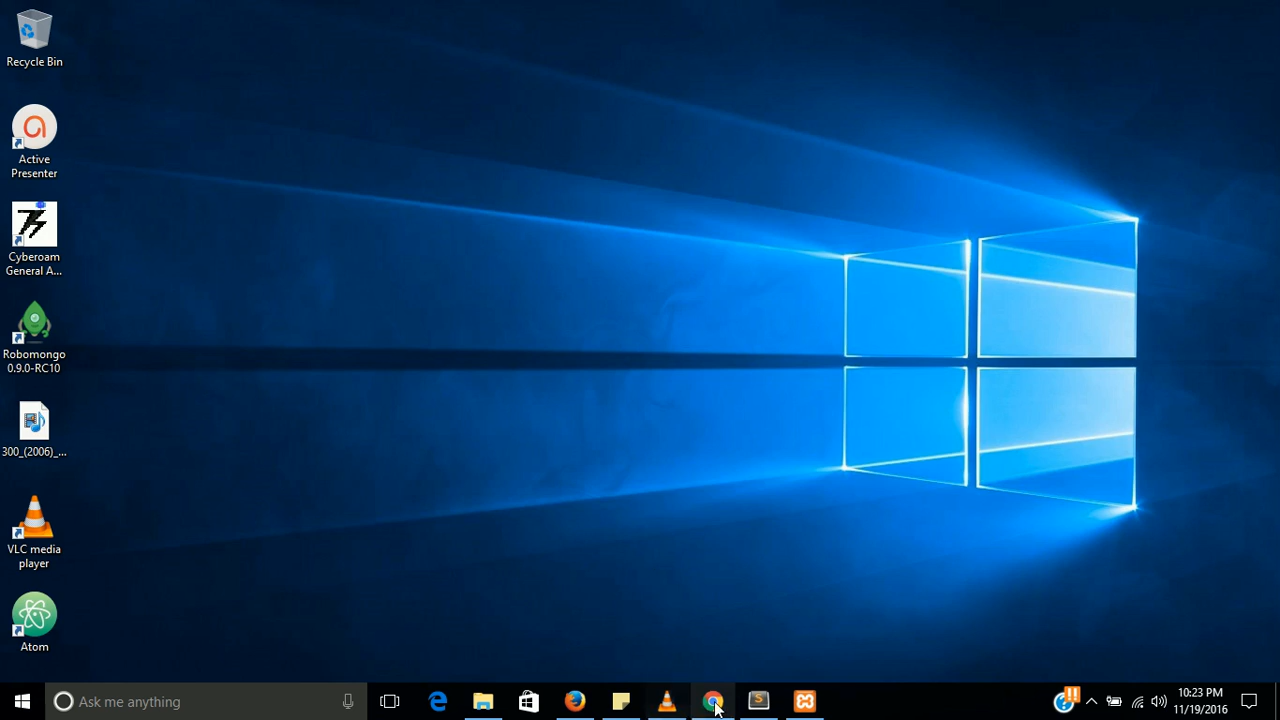 Recycle Bin
Active
Presenter
Cyberoam
General A...
Robomongo
0.9.0-RC10
300_(2006)_...
VLC media
player
Atom
Ask me anything
10:23 PM
11/19/2016